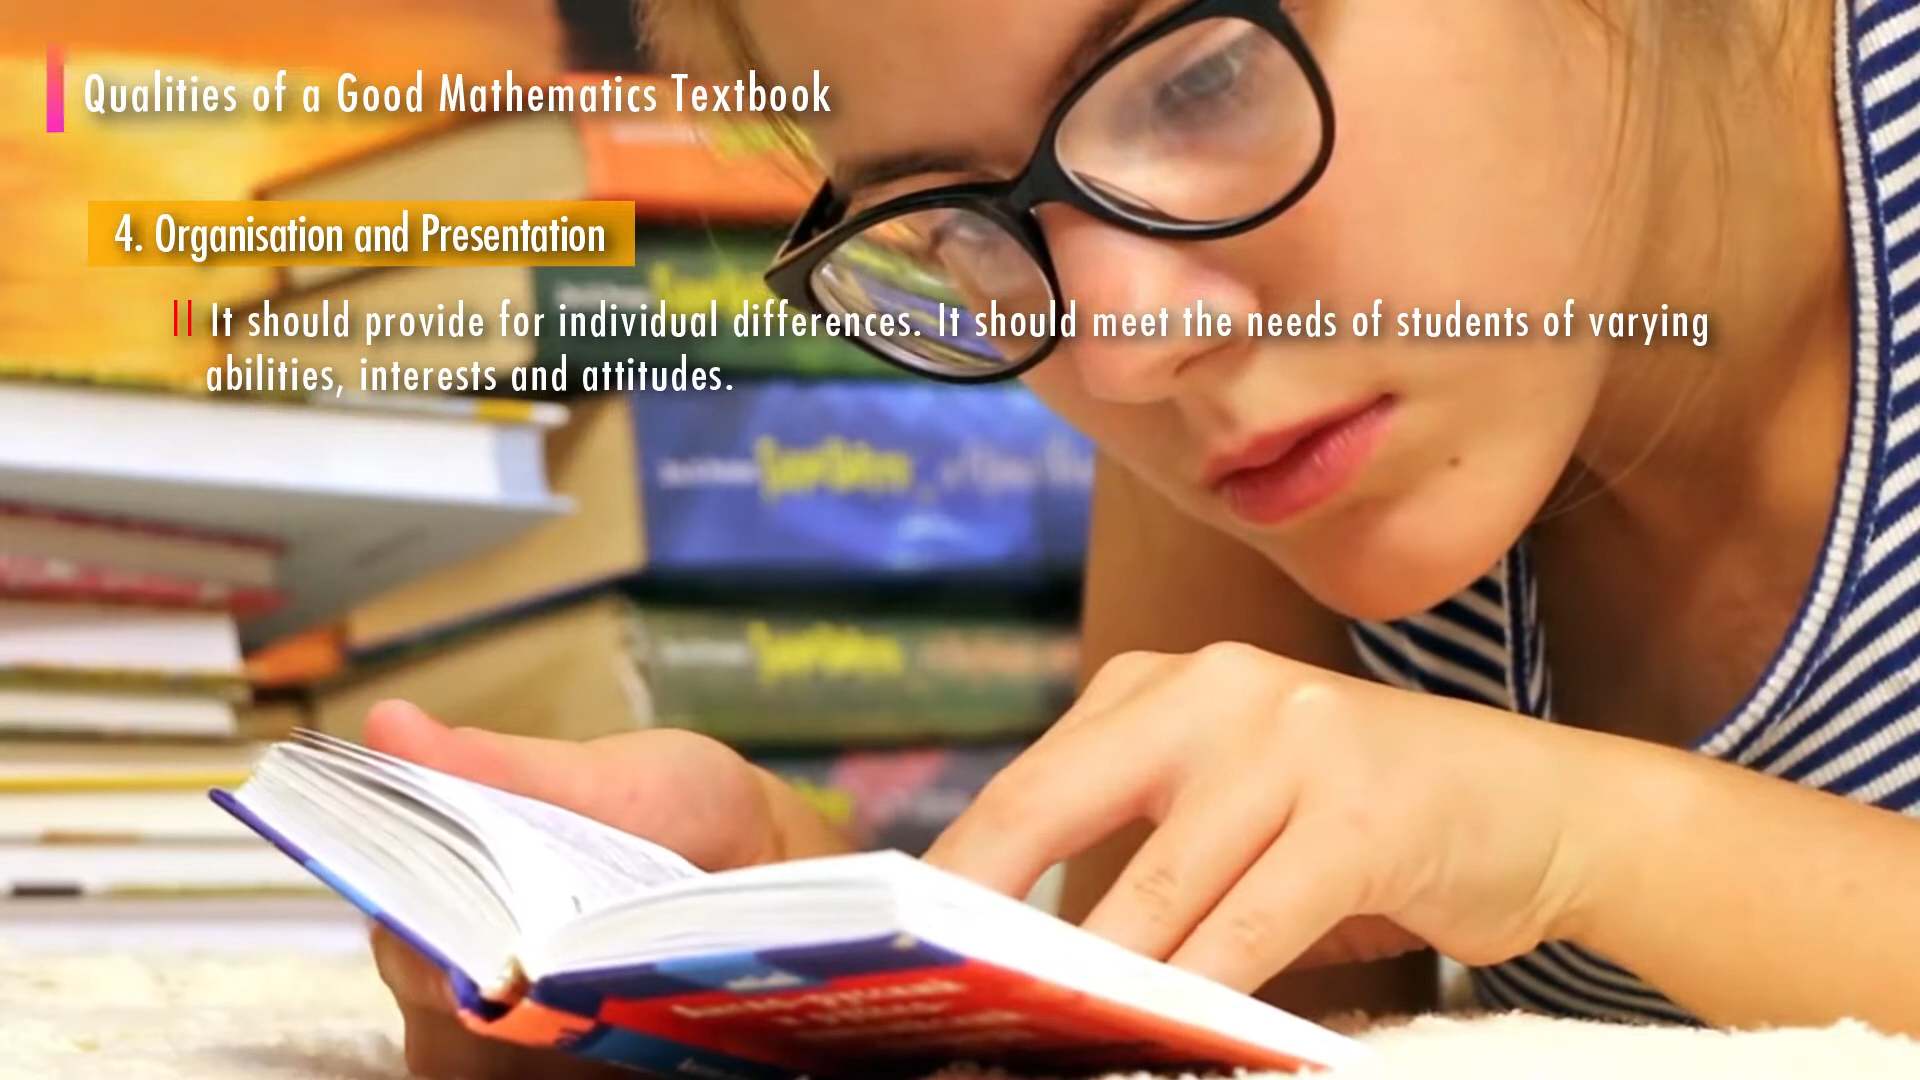 Qualities of a Good Mathematics Textbook
4. Organisation and Presentation
It should provide for individual differences. It should meet the needs of students of varying
abilities, interests and attitudes.